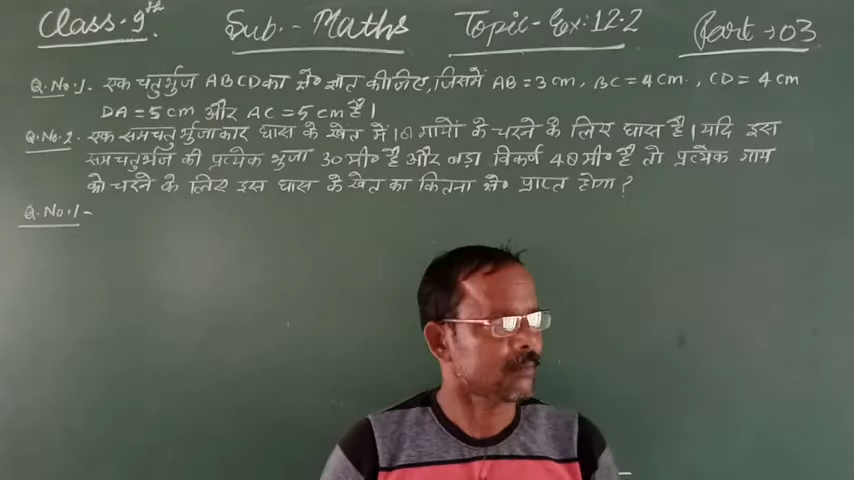 Class-9th Sub.- Maths Topic- Ex: 12.2 Part → 03
Q.No.1. एक चतुर्भुज ABCD का क्षे० ज्ञात कीजिए, जिसमें AB = 3 cm, BC = 4 cm., CD = 4 cm
DA = 5 cm और AC = 5 cm है।
Q.No.2. एक समचतुर्भुजाकार घास के खेत में 18 गायों के चरने के लिए घास है। यदि इस
समचतुर्भुज की प्रत्येक भुजा 30 मी० है और बड़ा विकर्ण 48 मी० है तो प्रत्येक गाय
को चरने के लिए इस घास के खेत का कितना क्षे० प्राप्त होगा?
Q.No.1-